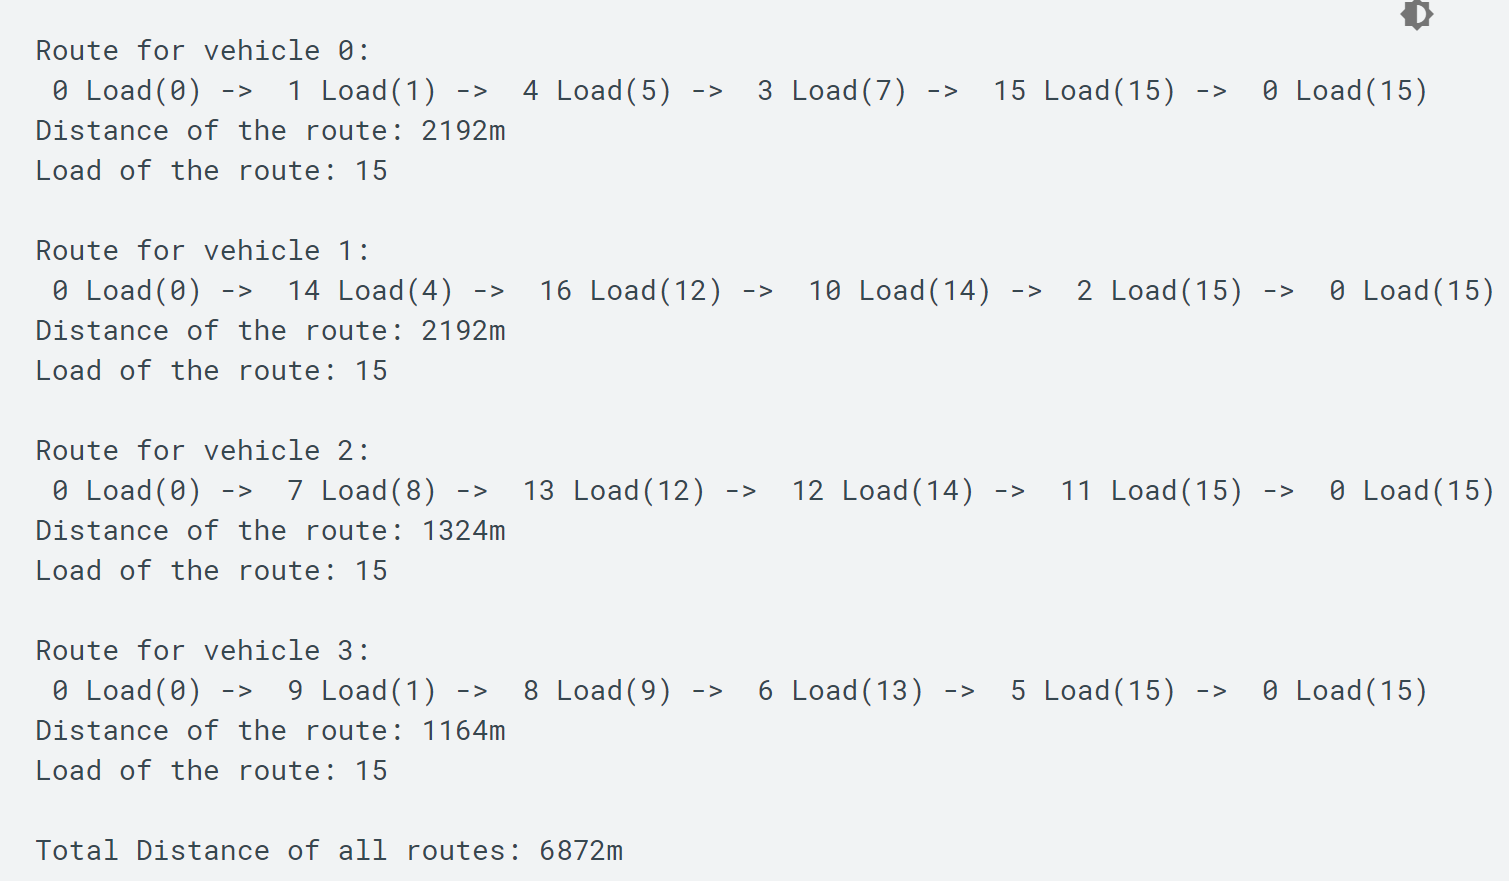 Route for vehicle 0:
 0 Load(0) ->  1 Load(1) ->  4 Load(5) ->  3 Load(7) ->  15 Load(15) ->  0 Load(15)
Distance of the route: 2192m
Load of the route: 15

Route for vehicle 1:
 0 Load(0) ->  14 Load(4) ->  16 Load(12) ->  10 Load(14) ->  2 Load(15) ->  0 Load(15)
Distance of the route: 2192m
Load of the route: 15

Route for vehicle 2:
 0 Load(0) ->  7 Load(8) ->  13 Load(12) ->  12 Load(14) ->  11 Load(15) ->  0 Load(15)
Distance of the route: 1324m
Load of the route: 15

Route for vehicle 3:
 0 Load(0) ->  9 Load(1) ->  8 Load(9) ->  6 Load(13) ->  5 Load(15) ->  0 Load(15)
Distance of the route: 1164m
Load of the route: 15

Total Distance of all routes: 6872m